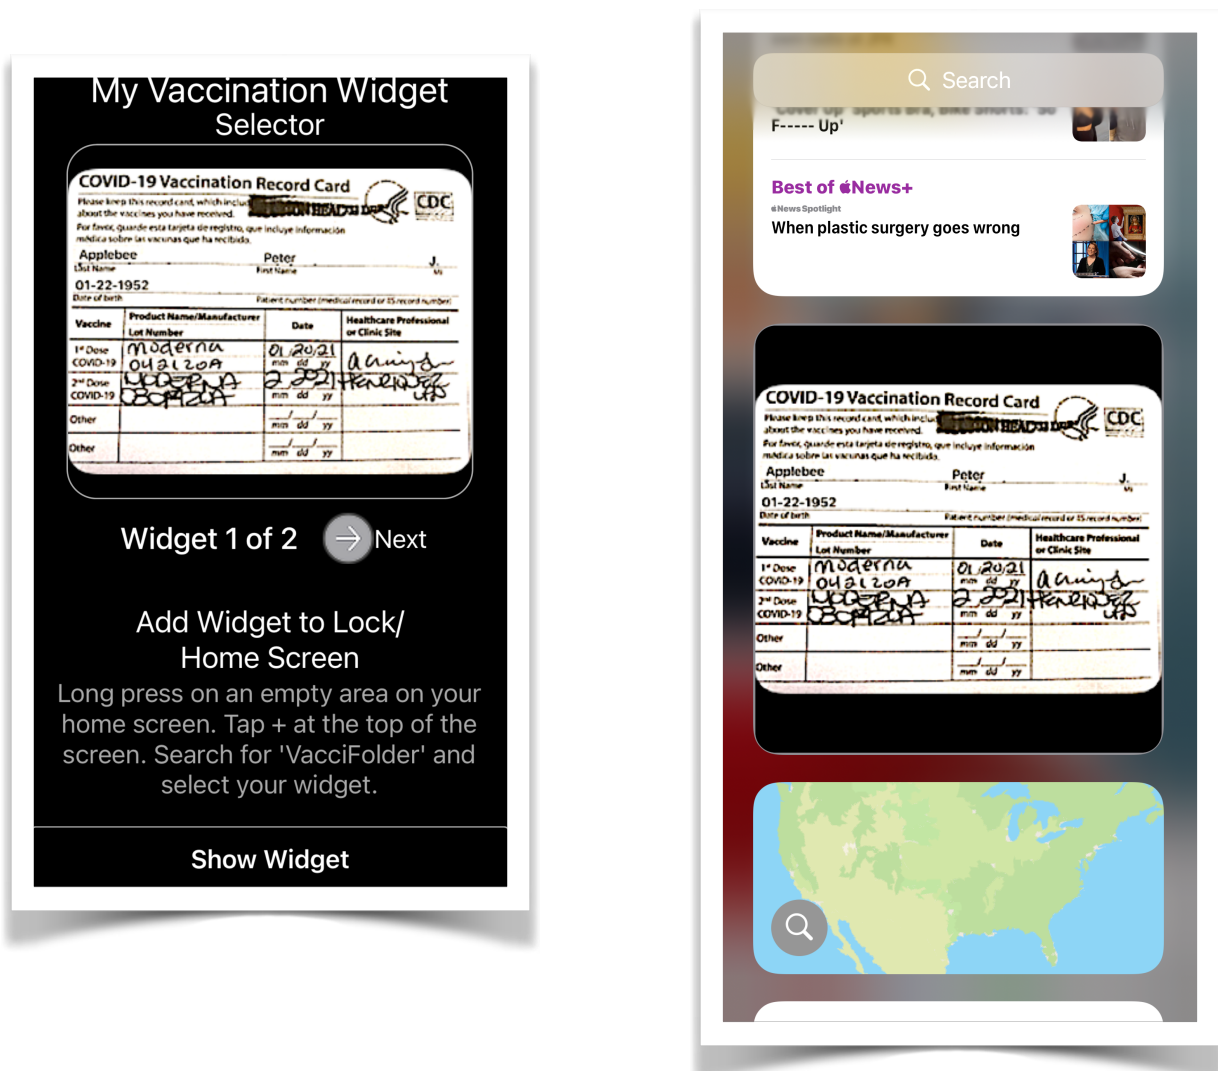 My Vaccination Widget
Selector
COVID-19 Vaccination Record Card
Please keep this record card, which includ
about the vaccines you have received.
CDC
Por favor, guarde esta tarjeta de registro, que incluye información
médica sobre las vacunas que ha recibido.
Applebee Peter J.
Last Name First Name MI
01-22-1952
Date of birth Patient number (medical record or IIS record number)
Vaccine Product Name/Manufacturer Date Healthcare Professional
Lot Number or Clinic Site
1st Dose moderna 01/20/21
COVID-19 042120A mm dd yy
2nd Dose MODERNA
COVID-19 mm dd yy
Other
mm dd yy
Other
mm dd yy
Widget 1 of 2 Next
Add Widget to Lock/
Home Screen
Long press on an empty area on your
home screen. Tap + at the top of the
screen. Search for 'VacciFolder' and
select your widget.
Show Widget
Search
'Cover Up' Sports Bra, Bike Shorts: 'So
F----- Up'
Best of News+
News Spotlight
When plastic surgery goes wrong
COVID-19 Vaccination Record Card
Please keep this record card, which includ
about the vaccines you have received.
CDC
Por favor, guarde esta tarjeta de registro, que incluye información
médica sobre las vacunas que ha recibido.
Applebee Peter J.
Last Name First Name MI
01-22-1952
Date of birth Patient number (medical record or IIS record number)
Vaccine Product Name/Manufacturer Date Healthcare Professional
Lot Number or Clinic Site
1st Dose moderna 01/20/21
COVID-19 042120A mm dd yy
2nd Dose MODERNA
COVID-19 mm dd yy
Other
mm dd yy
Other
mm dd yy